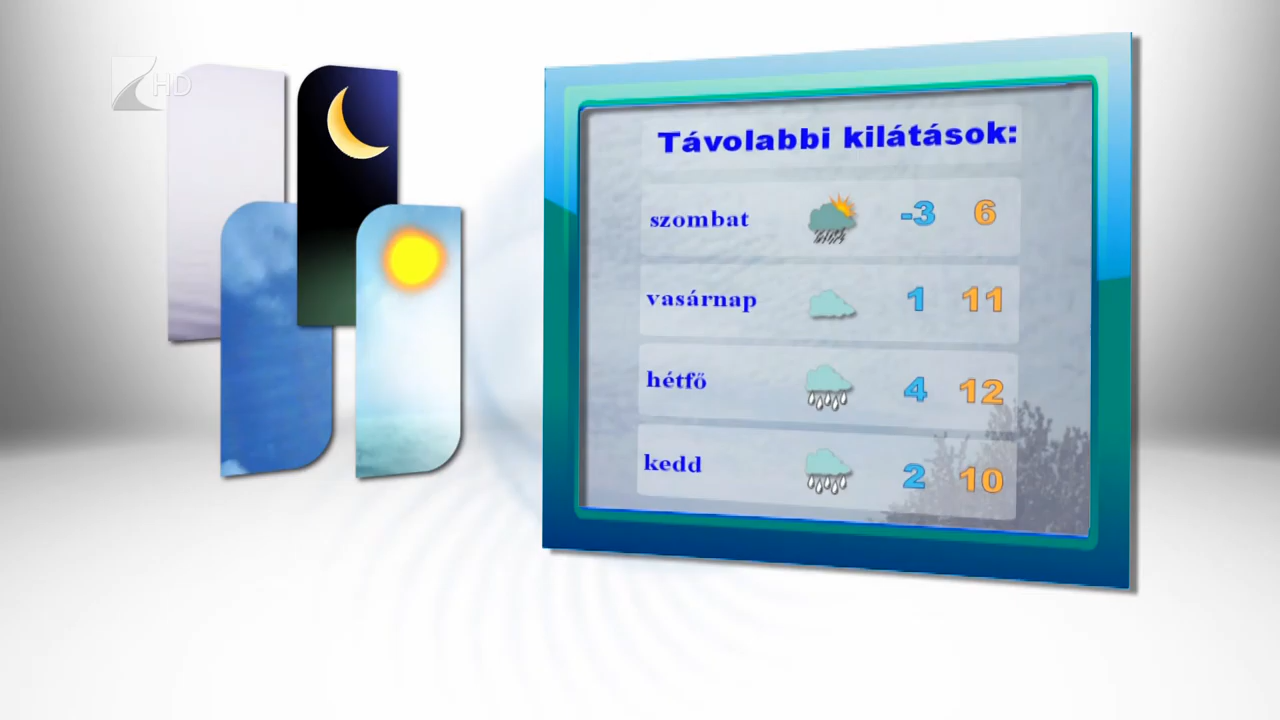 HD
Távolabbi kilátások:
szombat -3 6
vasárnap 1 11
hétfő 4 12
kedd 2 10